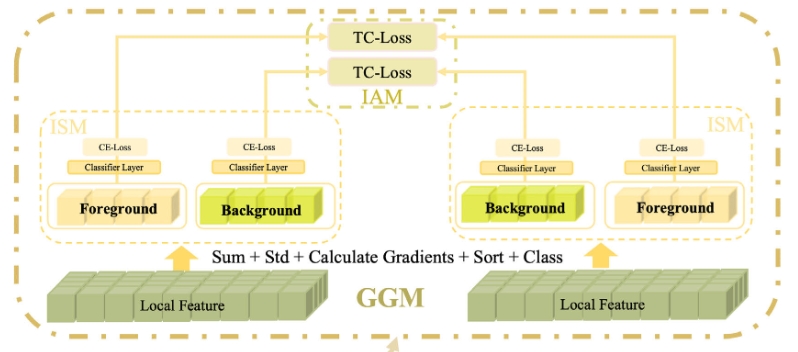 TC-Loss
TC-Loss
IAM
ISM
ISM
CE-Loss
CE-Loss
CE-Loss
CE-Loss
Classifier Layer
Classifier Layer
Classifier Layer
Classifier Layer
Foreground
Background
Background
Foreground
Sum + Std + Calculate Gradients + Sort + Class
Local Feature
GGM
Local Feature